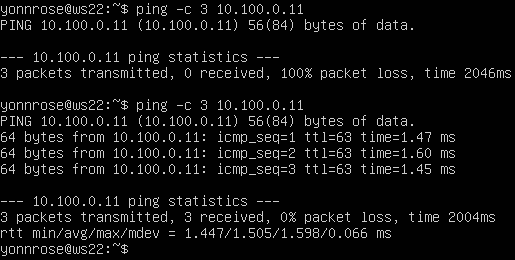 yonnrose@ws22:~$ ping -c 3 10.100.0.11
PING 10.100.0.11 (10.100.0.11) 56(84) bytes of data.

--- 10.100.0.11 ping statistics ---
3 packets transmitted, 0 received, 100% packet loss, time 2046ms

yonnrose@ws22:~$ ping -c 3 10.100.0.11
PING 10.100.0.11 (10.100.0.11) 56(84) bytes of data.
64 bytes from 10.100.0.11: icmp_seq=1 ttl=63 time=1.47 ms
64 bytes from 10.100.0.11: icmp_seq=2 ttl=63 time=1.60 ms
64 bytes from 10.100.0.11: icmp_seq=3 ttl=63 time=1.45 ms

--- 10.100.0.11 ping statistics ---
3 packets transmitted, 3 received, 0% packet loss, time 2004ms
rtt min/avg/max/mdev = 1.447/1.505/1.598/0.066 ms
yonnrose@ws22:~$